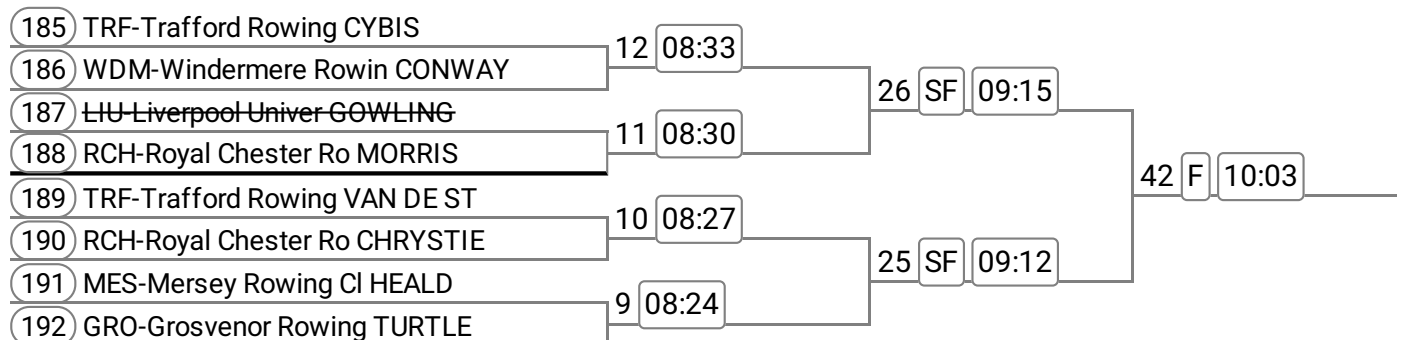 185 TRF-Trafford Rowing CYBIS
12 08:33
186 WDM-Windermere Rowin CONWAY
26 SF 09:15
187 LIU-Liverpool Univer GOWLING
11 08:30
188 RCH-Royal Chester Ro MORRIS
42 F 10:03
189 TRF-Trafford Rowing VAN DE ST
10 08:27
190 RCH-Royal Chester Ro CHRYSTIE
25 SF 09:12
191 MES-Mersey Rowing Cl HEALD
9 08:24
192 GRO-Grosvenor Rowing TURTLE